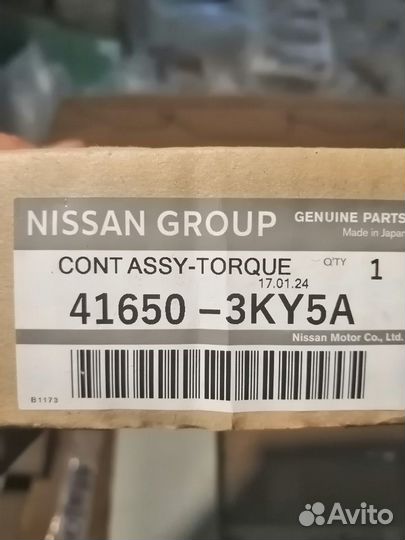 NISSAN GROUP
GENUINE PARTS
Made in Japan
CONT ASSY-TORQUE
Q'TY 1
17.01.24
41650-3KY5A
Nissan Motor Co., Ltd.
B1173
Avito